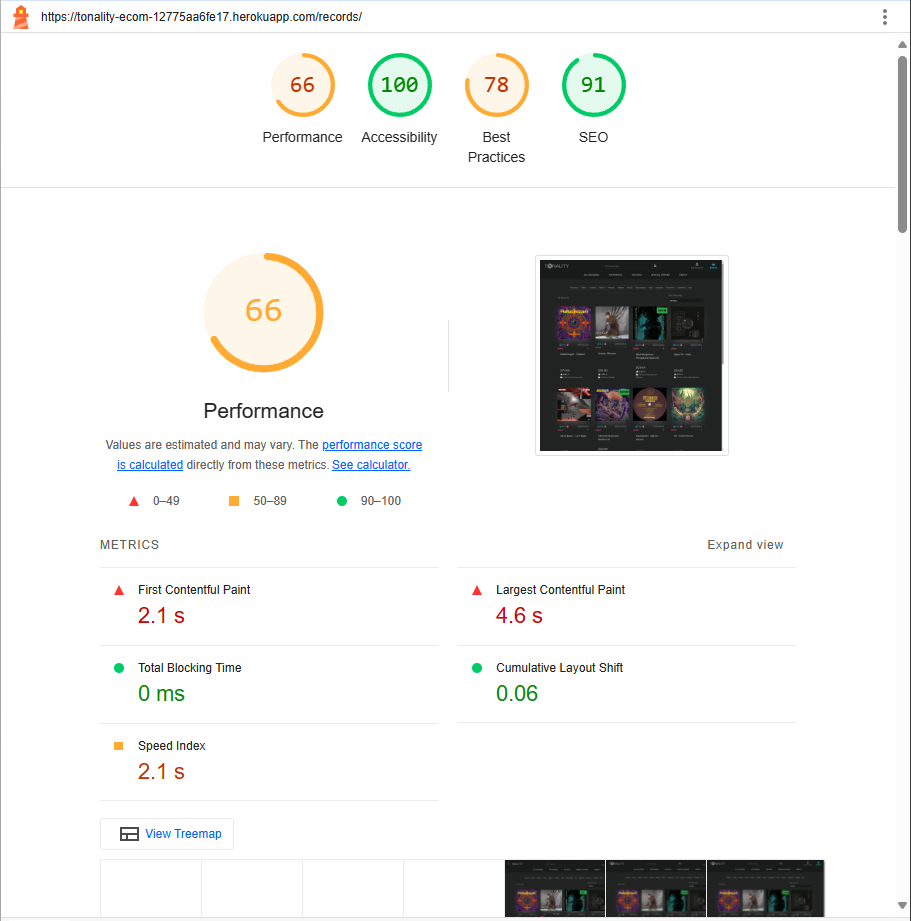 https://tonality-ecom-12775aa6fe17.herokuapp.com/records/
66
100
78
91
Performance
Accessibility
Best
Practices
SEO
66
Performance
Values are estimated and may vary. The performance score
is calculated directly from these metrics. See calculator.
0–49
50–89
90–100
TONALITY
METRICS
Expand view
First Contentful Paint
2.1 s
Largest Contentful Paint
4.6 s
Total Blocking Time
0 ms
Cumulative Layout Shift
0.06
Speed Index
2.1 s
View Treemap